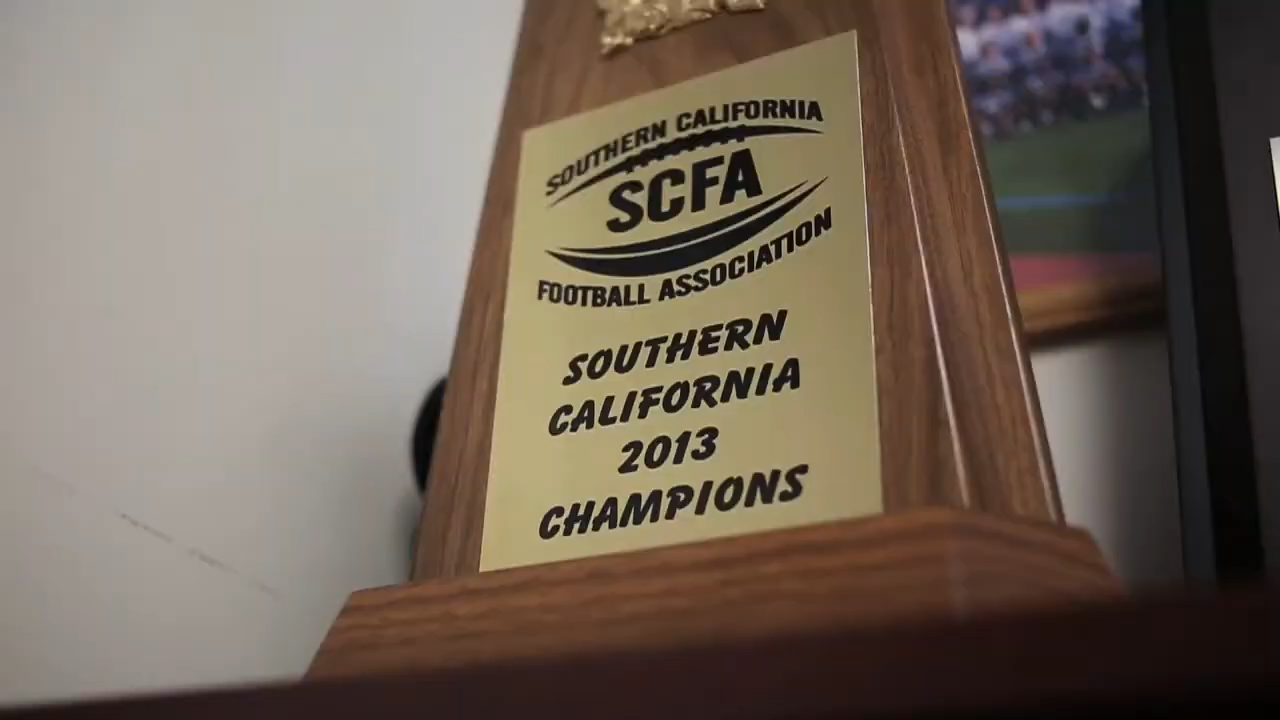 SOUTHERN CALIFORNIA
SCFA
FOOTBALL ASSOCIATION
SOUTHERN
CALIFORNIA
2013
CHAMPIONS